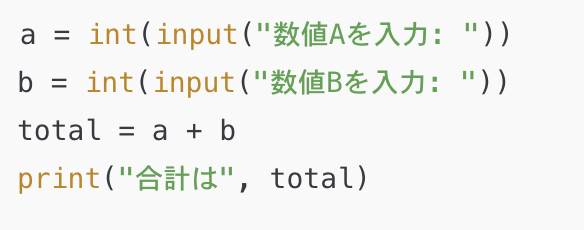 a = int(input("数値Aを入力: "))
b = int(input("数値Bを入力: "))
total = a + b
print("合計は", total)